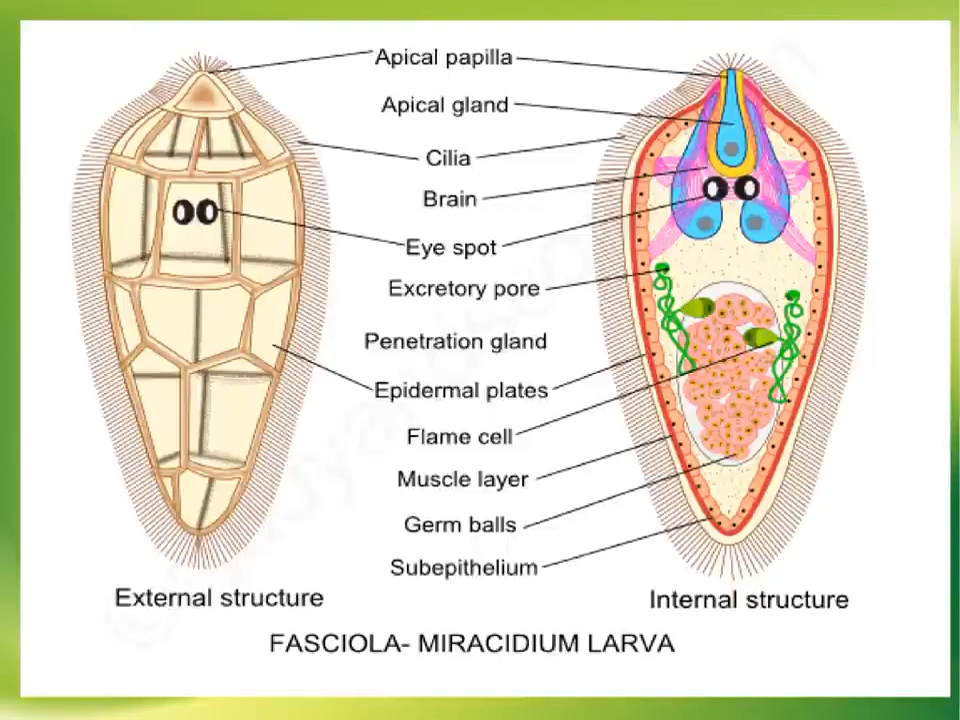 Apical papilla
Apical gland
Cilia
Brain
Eye spot
Excretory pore
Penetration gland
Epidermal plates
Flame cell
Muscle layer
Germ balls
Subepithelium
External structure
Internal structure
FASCIOLA- MIRACIDIUM LARVA